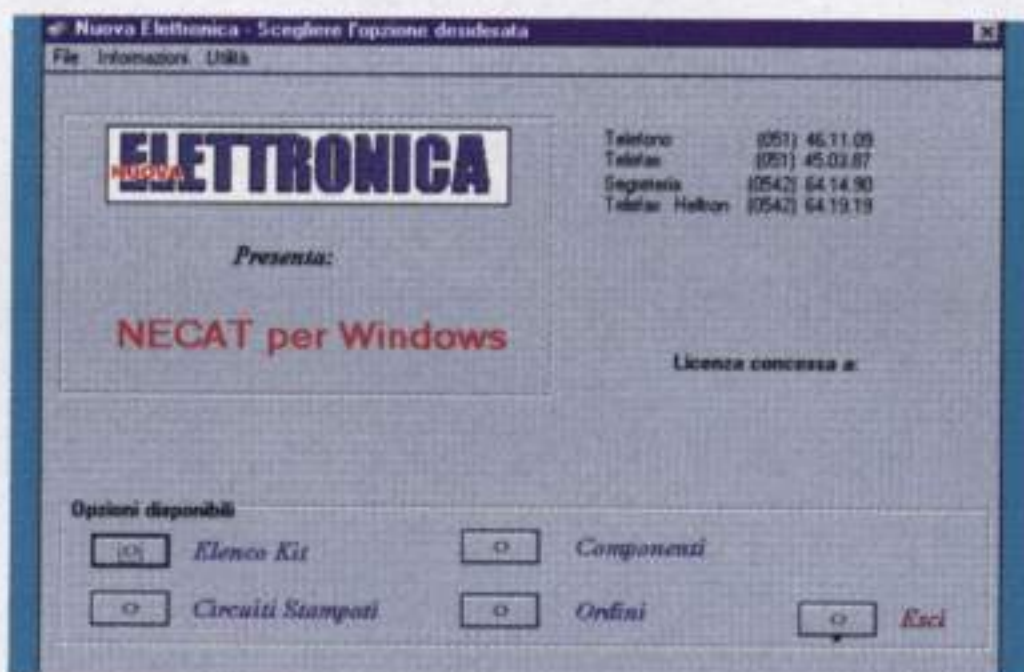 Nuova Elettronica - Scegliere l'opzione desiderata
File Informazioni Utilità
NUOVA ELETTRONICA
Presenta:
NECAT per Windows
Telefono (051) 46.11.09
Telefax (051) 45.03.87
Segreteria (0542) 64.14.90
Telefax Heltron (0542) 64.19.19
Licenza concessa a:
Opzioni disponibili
Elenco Kit
Componenti
Circuiti Stampati
Ordini
Esci